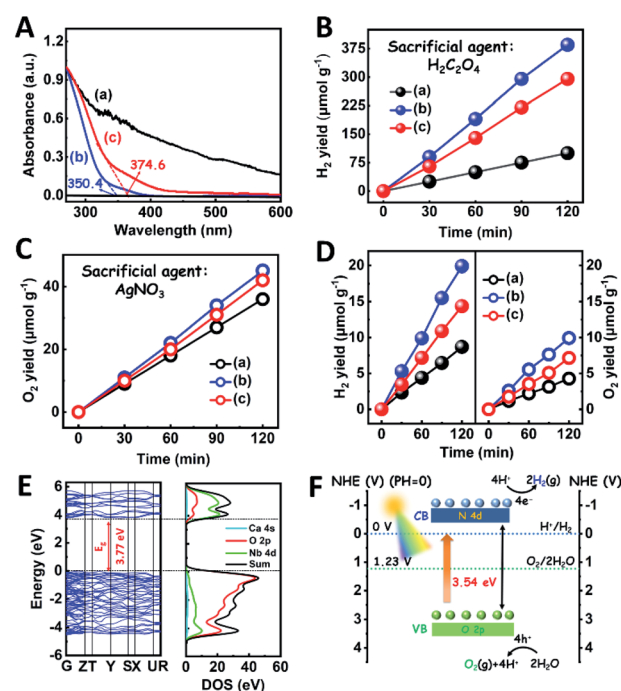 A
Absorbance (a.u.)
1.2
0.9
0.6
0.3
0.0
(a)
(b)
(c)
374.6
350.4
300
400
500
600
Wavelength (nm)
B
H₂ yield (μmol g⁻¹)
375
300
225
150
75
0
Sacrificial agent:
H₂C₂O₄
(a)
(b)
(c)
0
30
60
90
120
Time (min)
C
O₂ yield (μmol g⁻¹)
40
20
0
Sacrificial agent:
AgNO₃
(a)
(b)
(c)
0
30
60
90
120
Time (min)
D
H₂ yield (μmol g⁻¹)
20
15
10
5
0
(a)
(b)
(c)
20
15
10
5
0
O₂ yield (μmol g⁻¹)
0 30 60 90 120
0 30 60 90 120
Time (min)
E
Energy (eV)
6
4
2
0
-2
-4
-6
Eg
3.77 eV
G ZT Y SX UR
Ca 4s
O 2p
Nb 4d
Sum
0 20 40 60
DOS (eV)
F
NHE (V) (PH=0)
NHE (V)
4H⁺ 2H₂(g)
4e⁻
-1
0
1
2
3
4
CB
N 4d
0 V
H⁺/H₂
1.23 V
O₂/2H₂O
3.54 eV
VB
O 2p
4h⁺
O₂(g)+4H⁺ 2H₂O
-1
0
1
2
3
4